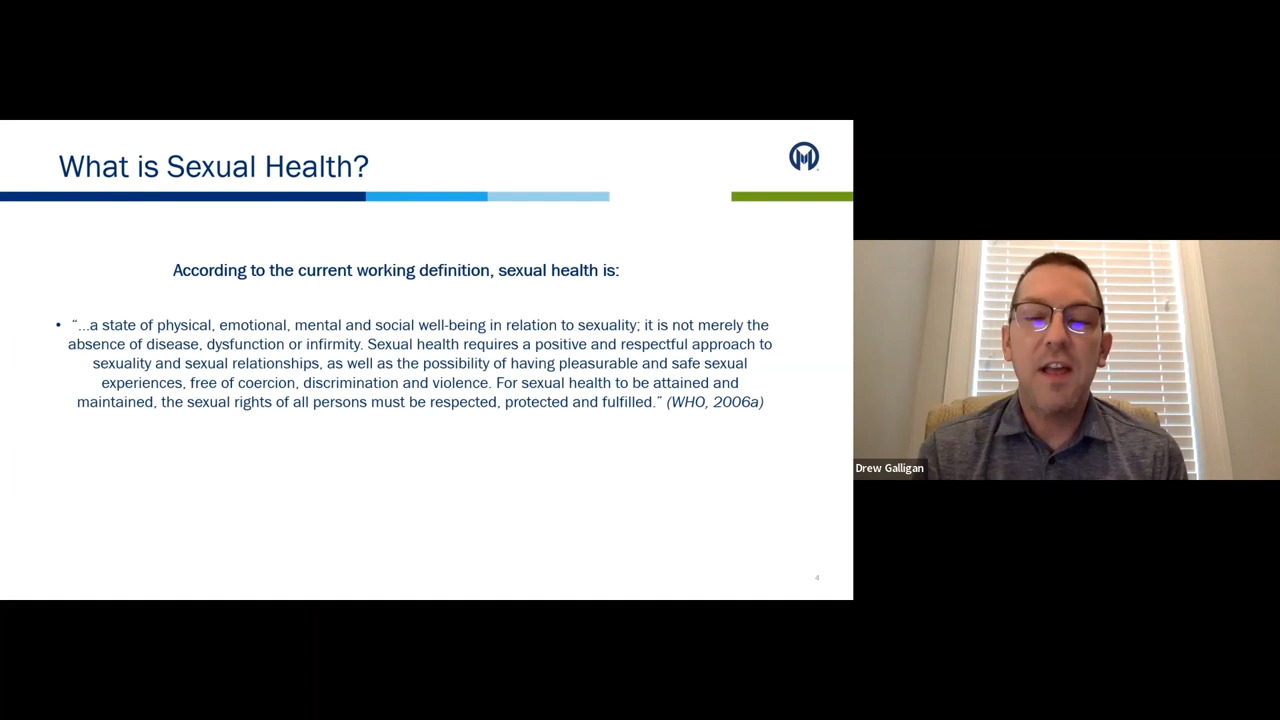 What is Sexual Health?
According to the current working definition, sexual health is:
• “...a state of physical, emotional, mental and social well-being in relation to sexuality; it is not merely the
absence of disease, dysfunction or infirmity. Sexual health requires a positive and respectful approach to
sexuality and sexual relationships, as well as the possibility of having pleasurable and safe sexual
experiences, free of coercion, discrimination and violence. For sexual health to be attained and
maintained, the sexual rights of all persons must be respected, protected and fulfilled.” (WHO, 2006a)
Drew Galligan
4